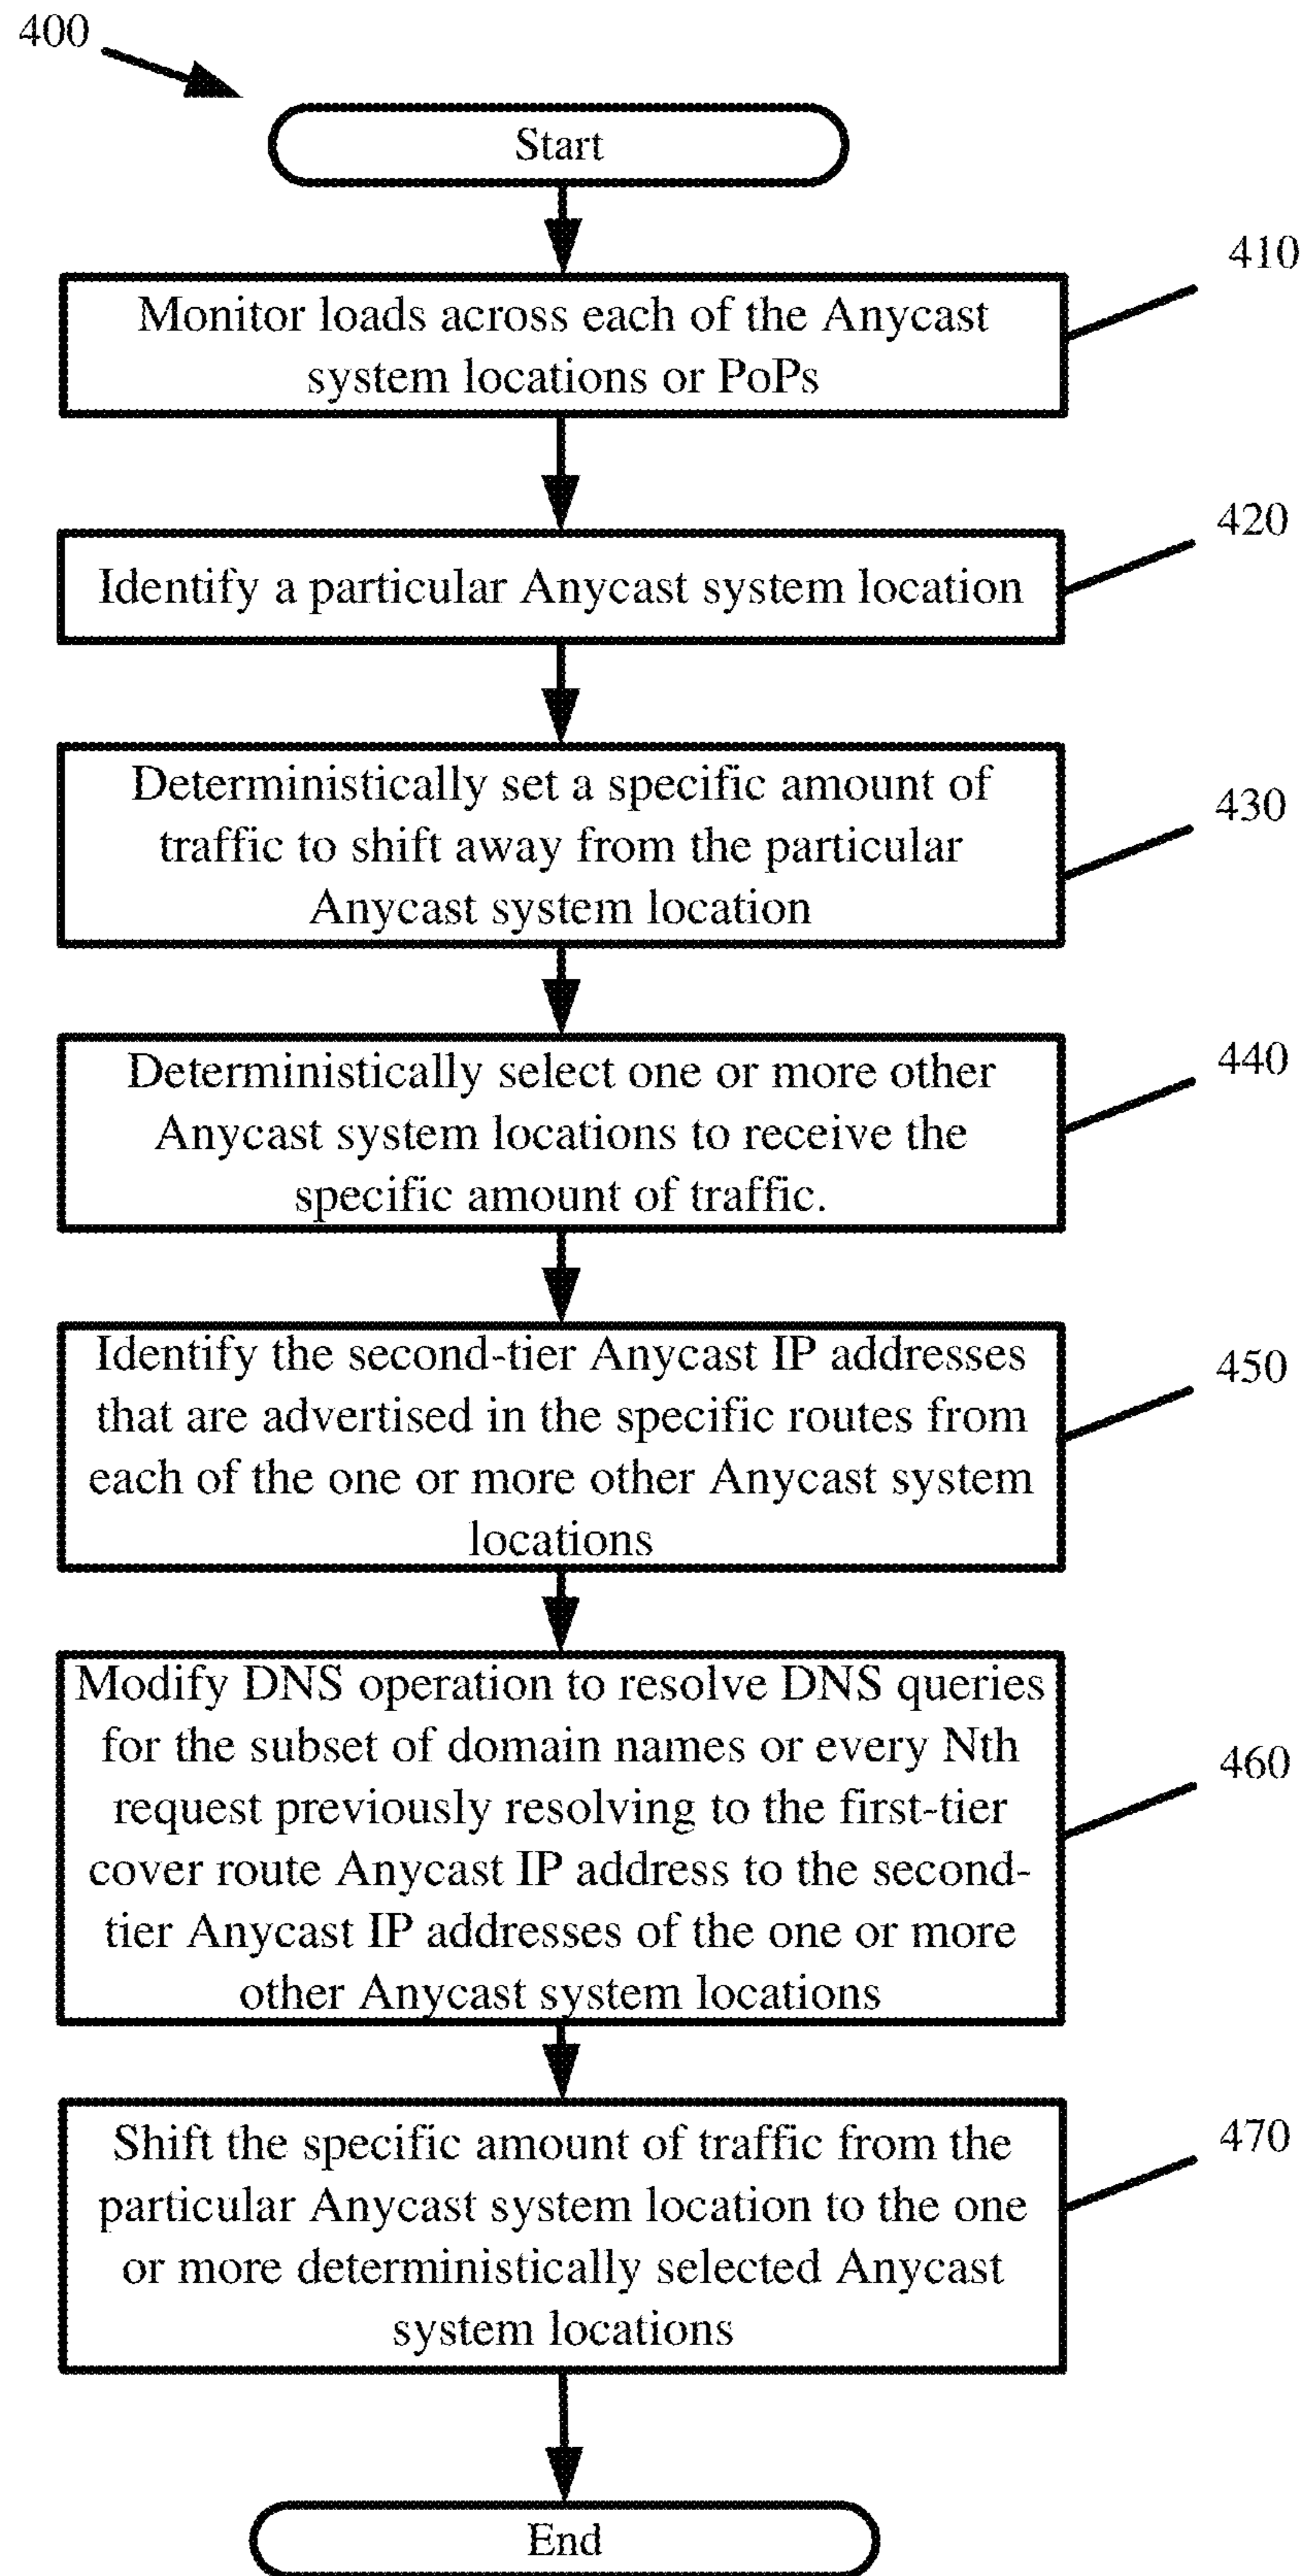 400
Start
410
Monitor loads across each of the Anycast
system locations or PoPs
420
Identify a particular Anycast system location
430
Deterministically set a specific amount of
traffic to shift away from the particular
Anycast system location
440
Deterministically select one or more other
Anycast system locations to receive the
specific amount of traffic.
450
Identify the second-tier Anycast IP addresses
that are advertised in the specific routes from
each of the one or more other Anycast system
locations
460
Modify DNS operation to resolve DNS queries
for the subset of domain names or every Nth
request previously resolving to the first-tier
cover route Anycast IP address to the second-
tier Anycast IP addresses of the one or more
other Anycast system locations
470
Shift the specific amount of traffic from the
particular Anycast system location to the one
or more deterministically selected Anycast
system locations
End